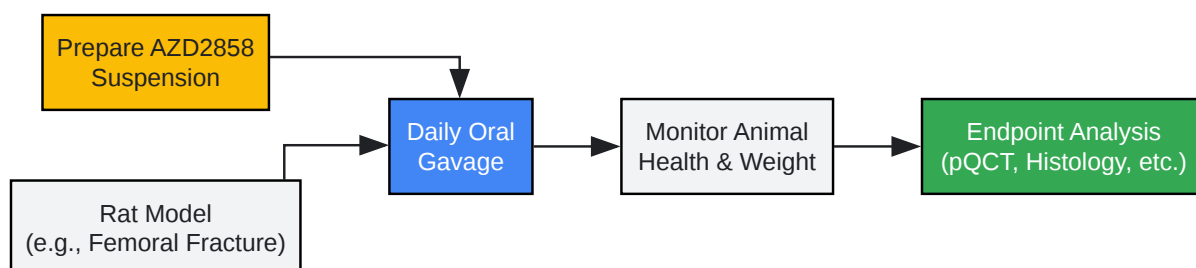 Prepare AZD2858
Suspension
Rat Model
(e.g., Femoral Fracture)
Daily Oral
Gavage
Monitor Animal
Health & Weight
Endpoint Analysis
(pQCT, Histology, etc.)